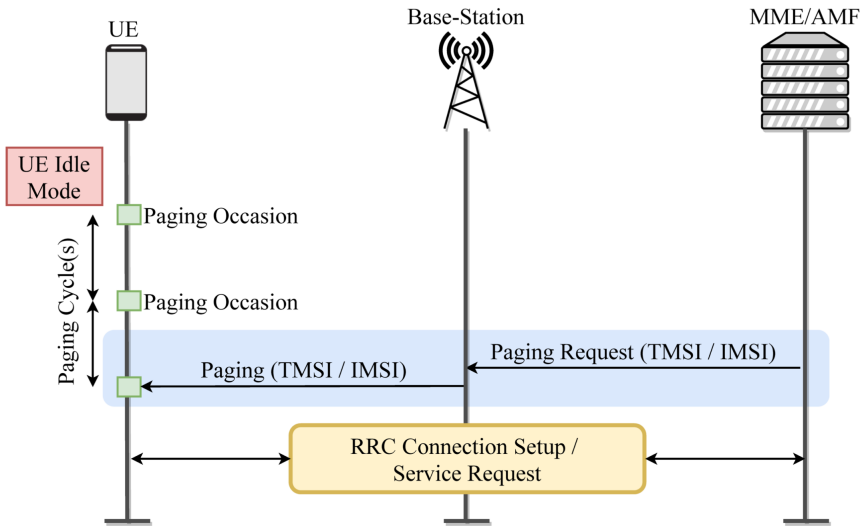 UE
Base-Station
MME/AMF
UE Idle
Mode
Paging Occasion
Paging Cycle(s)
Paging Occasion
Paging Request (TMSI / IMSI)
Paging (TMSI / IMSI)
RRC Connection Setup /
Service Request